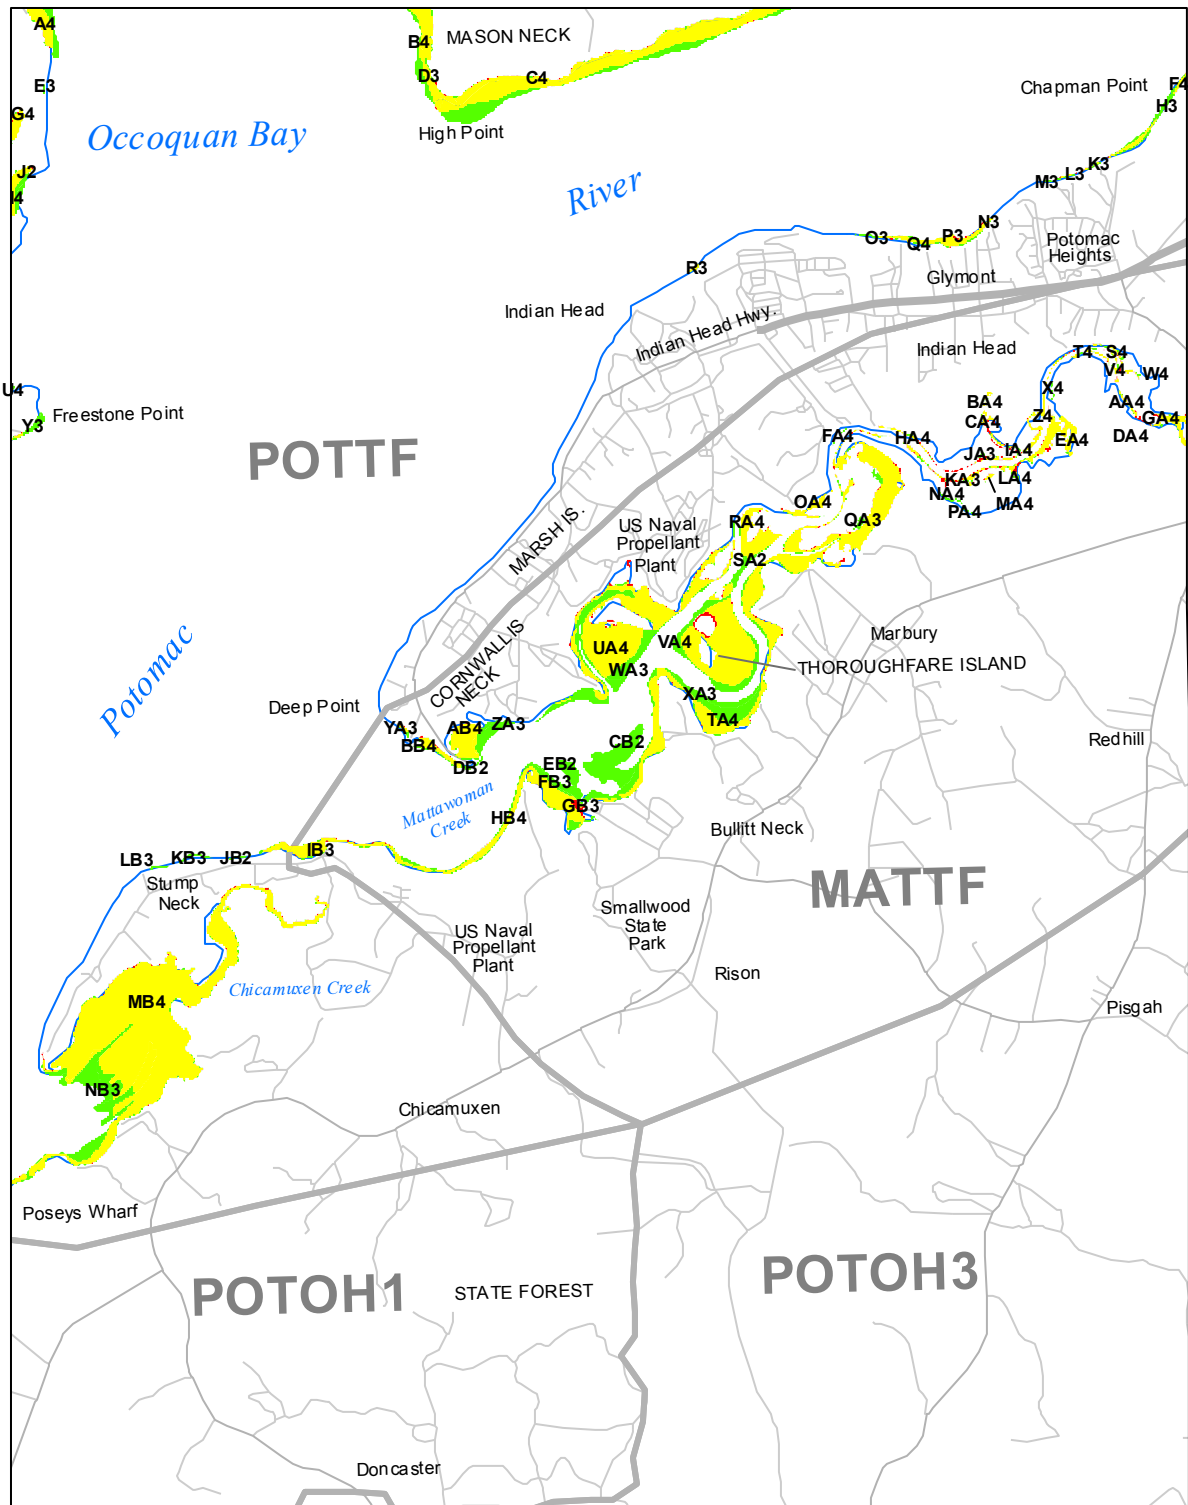 A4
B4
MASON NECK
D3
C4
E3
Chapman Point
F4
H3
G4
Occoquan Bay
High Point
J2
I4
River
K3
L3
M3
N3
O3
Q4
P3
Potomac
Heights
R3
Glymont
Indian Head
Indian Head Hwy.
Indian Head
T4
S4
V4
W4
U4
X4
Freestone Point
Y3
BA4
CA4
Z4
AA4
GA4
DA4
POTTF
FA4
HA4
EA4
IA4
JA3
KA3
LA4
NA4
MA4
PA4
OA4
RA4
QA3
US Naval
Propellant
Plant
MARSH IS.
SA2
Potomac
UA4
VA4
WA3
Marbury
THOROUGHFARE ISLAND
CORNWALLIS
NECK
XA3
TA4
Deep Point
YA3
AB4
ZA3
BB4
CB2
Redhill
DB2
EB2
FB3
GB3
Mattawoman
Creek
HB4
Bullitt Neck
LB3
KB3
JB2
IB3
Stump
Neck
MATTF
Smallwood
State
Park
US Naval
Propellant
Plant
Rison
Chicamuxen Creek
MB4
Pisgah
NB3
Chicamuxen
Poseys Wharf
POTOH1
STATE FOREST
POTOH3
Doncaster